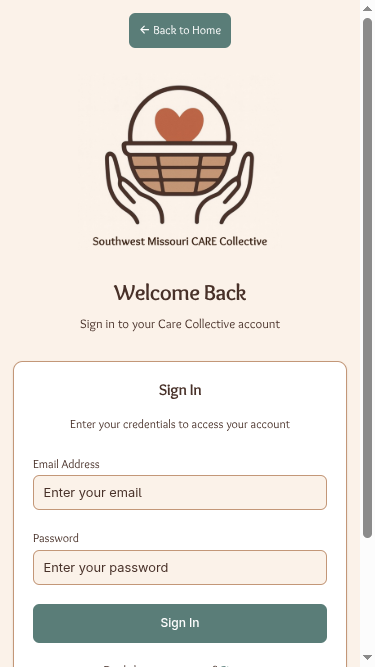 ← Back to Home
Southwest Missouri CARE Collective
Welcome Back
Sign in to your Care Collective account
Sign In
Enter your credentials to access your account
Email Address
Enter your email
Password
Enter your password
Sign In